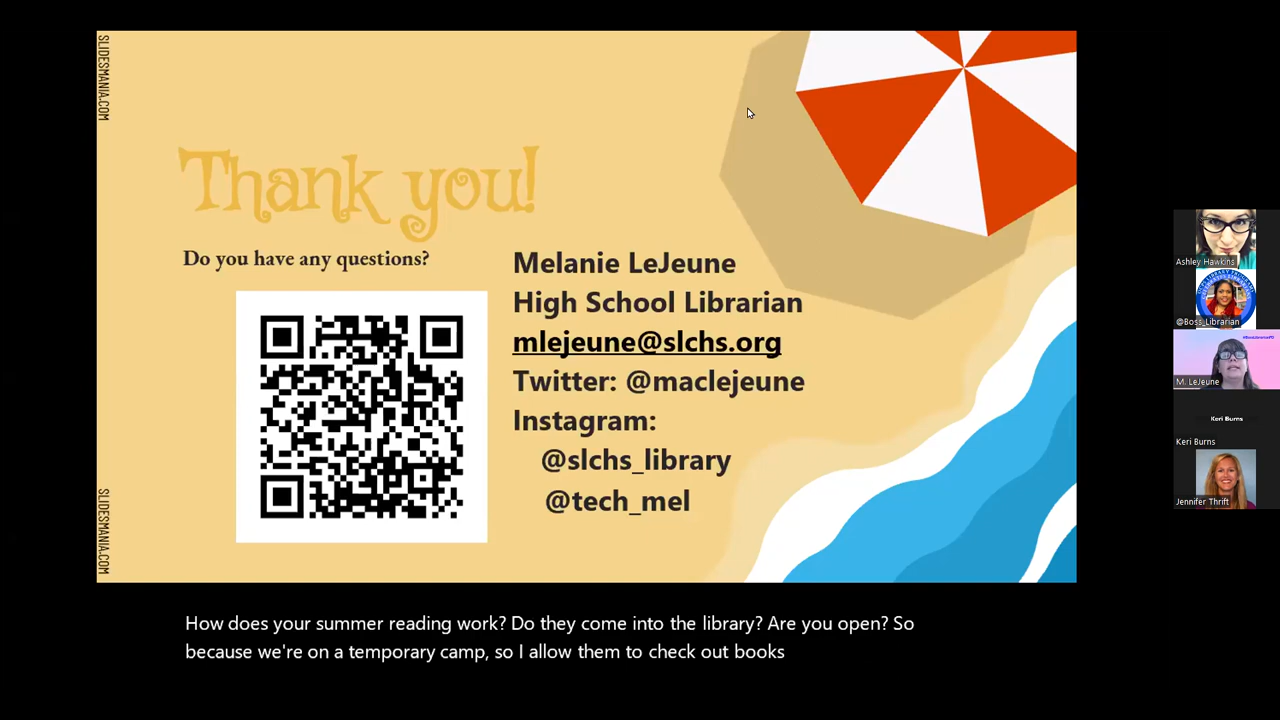 SLIDESMANIA.COM
Thank you!
Do you have any questions?
Melanie LeJeune
High School Librarian
mlejeune@slchs.org
Twitter: @maclejeune
Instagram:
@slchs_library
@tech_mel
SLIDESMANIA.COM
Ashley Hawkins
@Boss_Librarian
M. LeJeune
Keri Burns
Keri Burns
Jennifer Thrift
How does your summer reading work? Do they come into the library? Are you open? So
because we're on a temporary camp, so I allow them to check out books